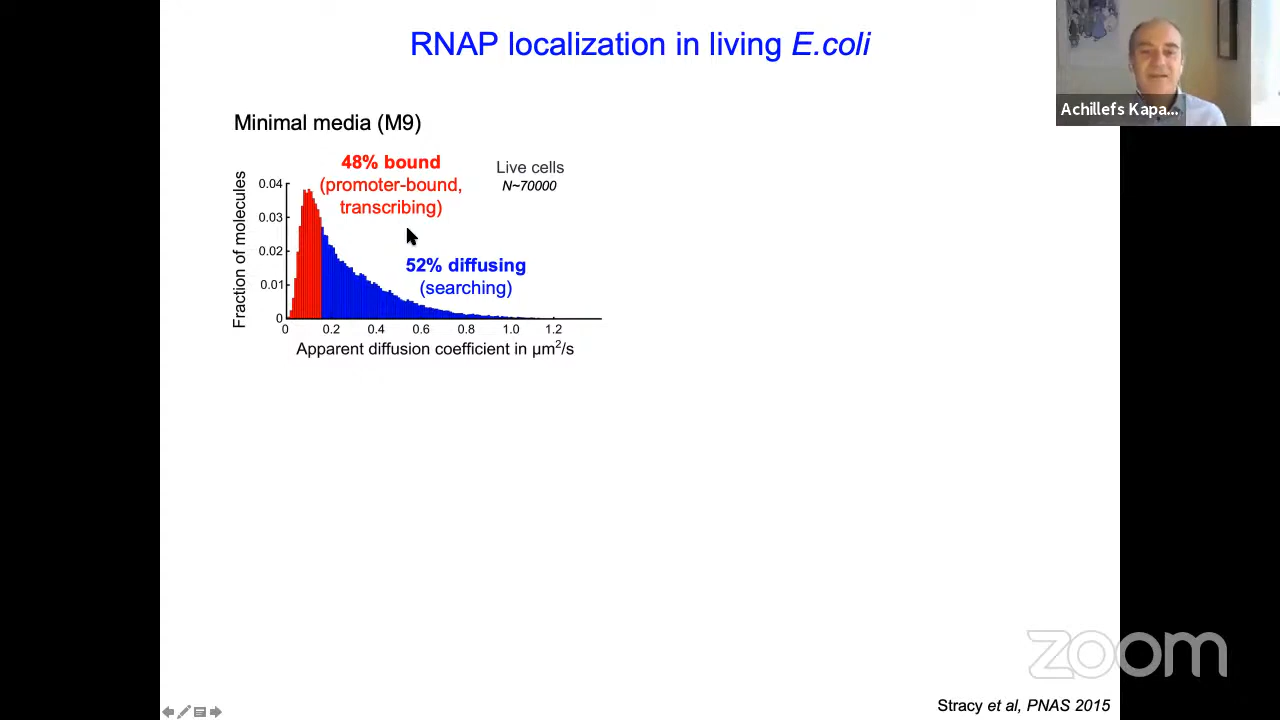 RNAP localization in living E.coli
Achillefs Kapa...
Minimal media (M9)
48% bound
(promoter-bound,
transcribing)
Live cells
N~70000
52% diffusing
(searching)
Fraction of molecules
0.04
0.03
0.02
0.01
0
0 0.2 0.4 0.6 0.8 1.0 1.2
Apparent diffusion coefficient in µm²/s
zoom
Stracy et al, PNAS 2015